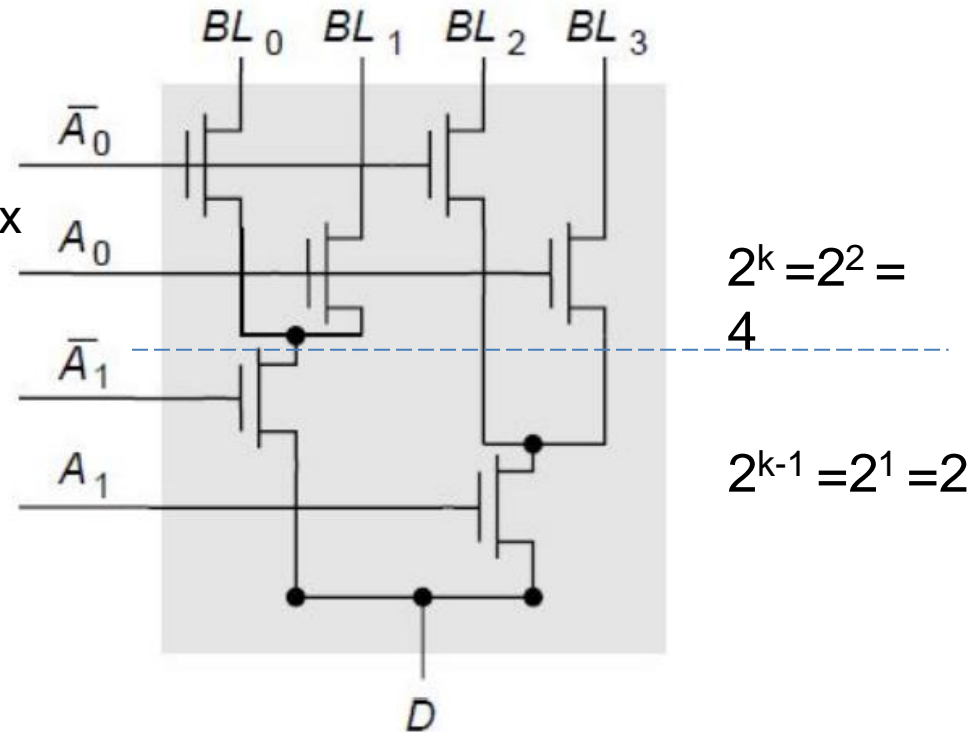 BL₀ BL₁ BL₂ BL₃
A̅₀
x
A₀
2ᵏ =2² =
4
A̅₁
2ᵏ⁻¹ =2¹ =2
A₁
D